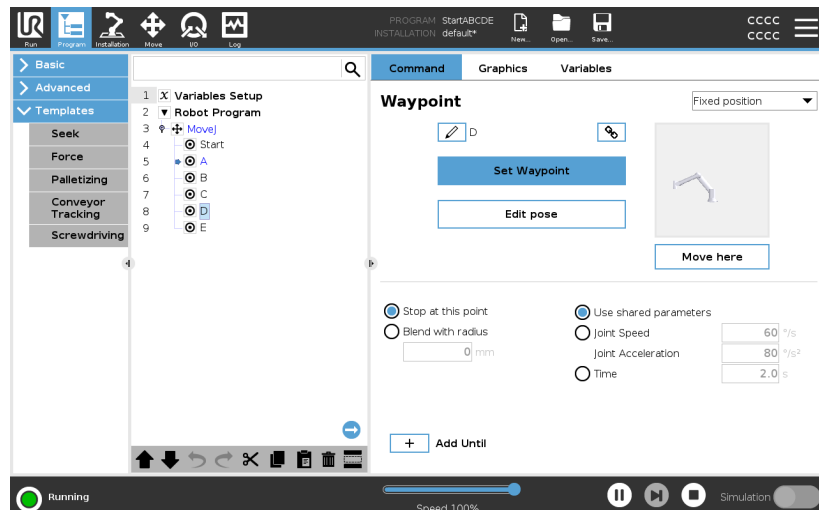 PROGRAM StartABCDE
INSTALLATION default*
CCCC
CCCC
Run
Program
Installation
Move
I/O
Log
New...
Open...
Save...
Basic
Advanced
Templates
Seek
Force
Palletizing
Conveyor
Tracking
Screwdriving
1 X Variables Setup
2 Robot Program
3 MoveJ
4 Start
5 A
6 B
7 C
8 D
9 E
Command Graphics Variables
Waypoint
Fixed position
D
Set Waypoint
Edit pose
Move here
Stop at this point
Blend with radius
0 mm
Use shared parameters
Joint Speed 60 °/s
Joint Acceleration 80 °/s²
Time 2.0 s
+ Add Until
Running
Speed 100%
Simulation